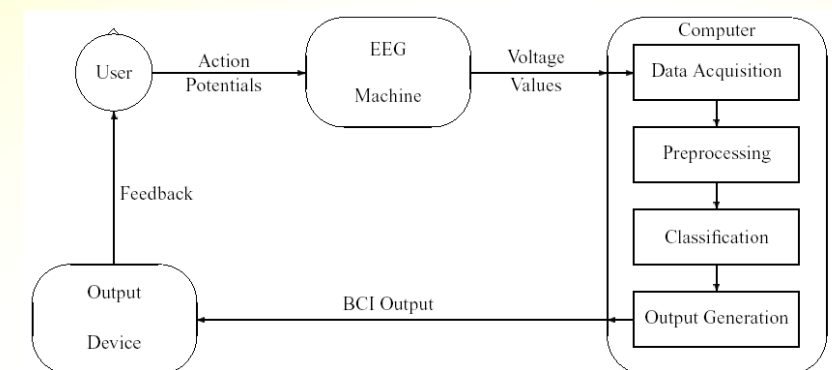 Computer
User
Action
Potentials
EEG
Machine
Voltage
Values
Data Acquisition
Preprocessing
Classification
Output Generation
BCI Output
Output
Device
Feedback